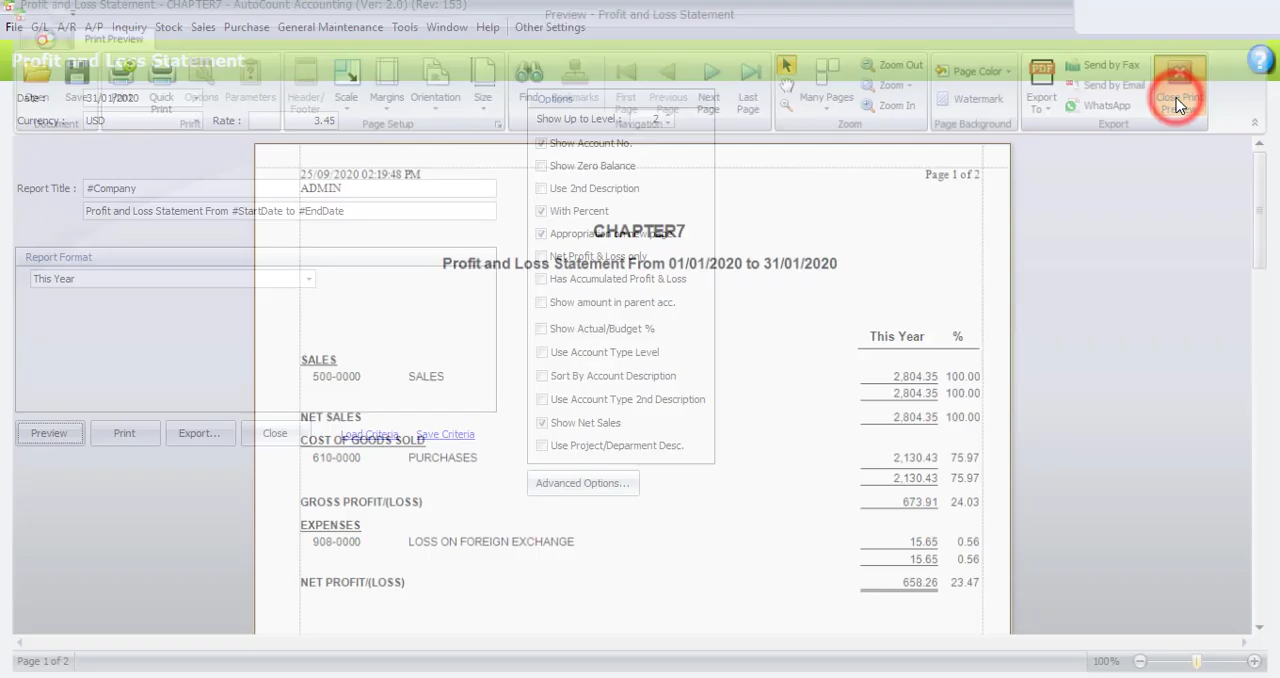 Profit and Loss Statement - CHAPTER7 - AutoCount Accounting (Ver: 2.0) (Rev: 153)
Preview - Profit and Loss Statement
File G/L A/R A/P Inquiry Stock Sales Purchase General Maintenance Tools Window Help Other Settings
Print Preview
Profit and Loss Statement
Open Save Print Quick Print Options Parameters
Header/Footer Scale Margins Orientation Size
Find Bookmarks First Page Previous Page Next Page Last Page
Many Pages Zoom Out Zoom Zoom In
Page Color Watermark
PDF Export To Send by Fax Send by Email WhatsApp
Close Print Preview
Document Print Page Setup Navigation Zoom Page Background Export
Date : 31/01/2020
Currency : USD Rate : 3.45
Report Title : #Company
Profit and Loss Statement From #StartDate to #EndDate
Report Format
This Year
Preview Print Export... Close Load Criteria Save Criteria
Options
Show Up to Level : 2
Show Account No.
Show Zero Balance
Use 2nd Description
With Percent
Appropriation on new page
Net Profit & Loss only
Has Accumulated Profit & Loss
Show amount in parent acc.
Show Actual/Budget %
Use Account Type Level
Sort By Account Description
Use Account Type 2nd Description
Show Net Sales
Use Project/Deparment Desc.
Advanced Options...
25/09/2020 02:19:48 PM Page 1 of 2
ADMIN
CHAPTER7
Profit and Loss Statement From 01/01/2020 to 31/01/2020
This Year %
SALES
500-0000 SALES 2,804.35 100.00
2,804.35 100.00
NET SALES 2,804.35 100.00
COST OF GOODS SOLD
610-0000 PURCHASES 2,130.43 75.97
2,130.43 75.97
GROSS PROFIT/(LOSS) 673.91 24.03
EXPENSES
908-0000 LOSS ON FOREIGN EXCHANGE 15.65 0.56
15.65 0.56
NET PROFIT/(LOSS) 658.26 23.47
Page 1 of 2 100%